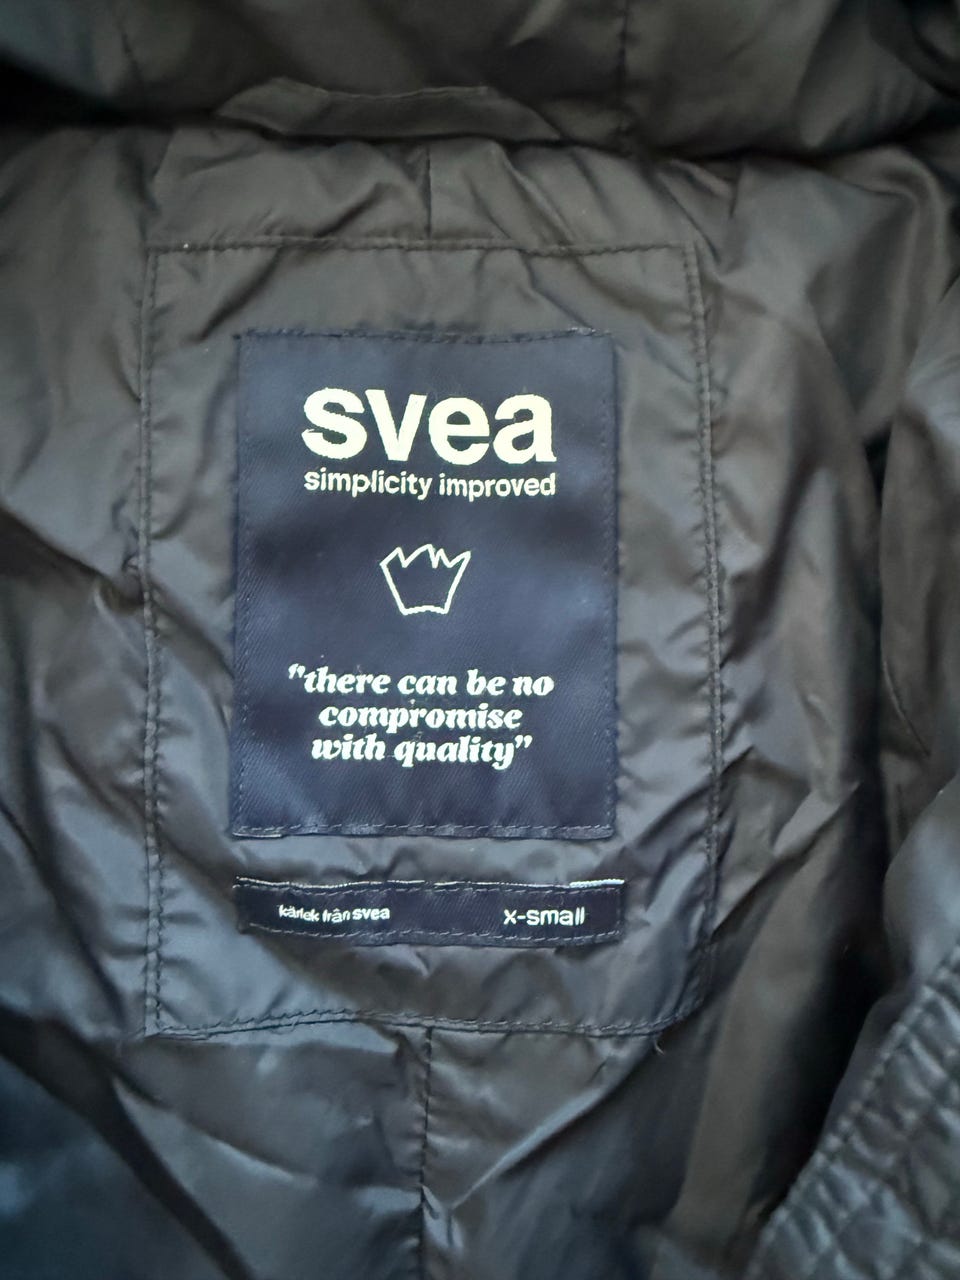 svea
simplicity improved
"there can be no
compromise
with quality"
kärlek från svea
x-small